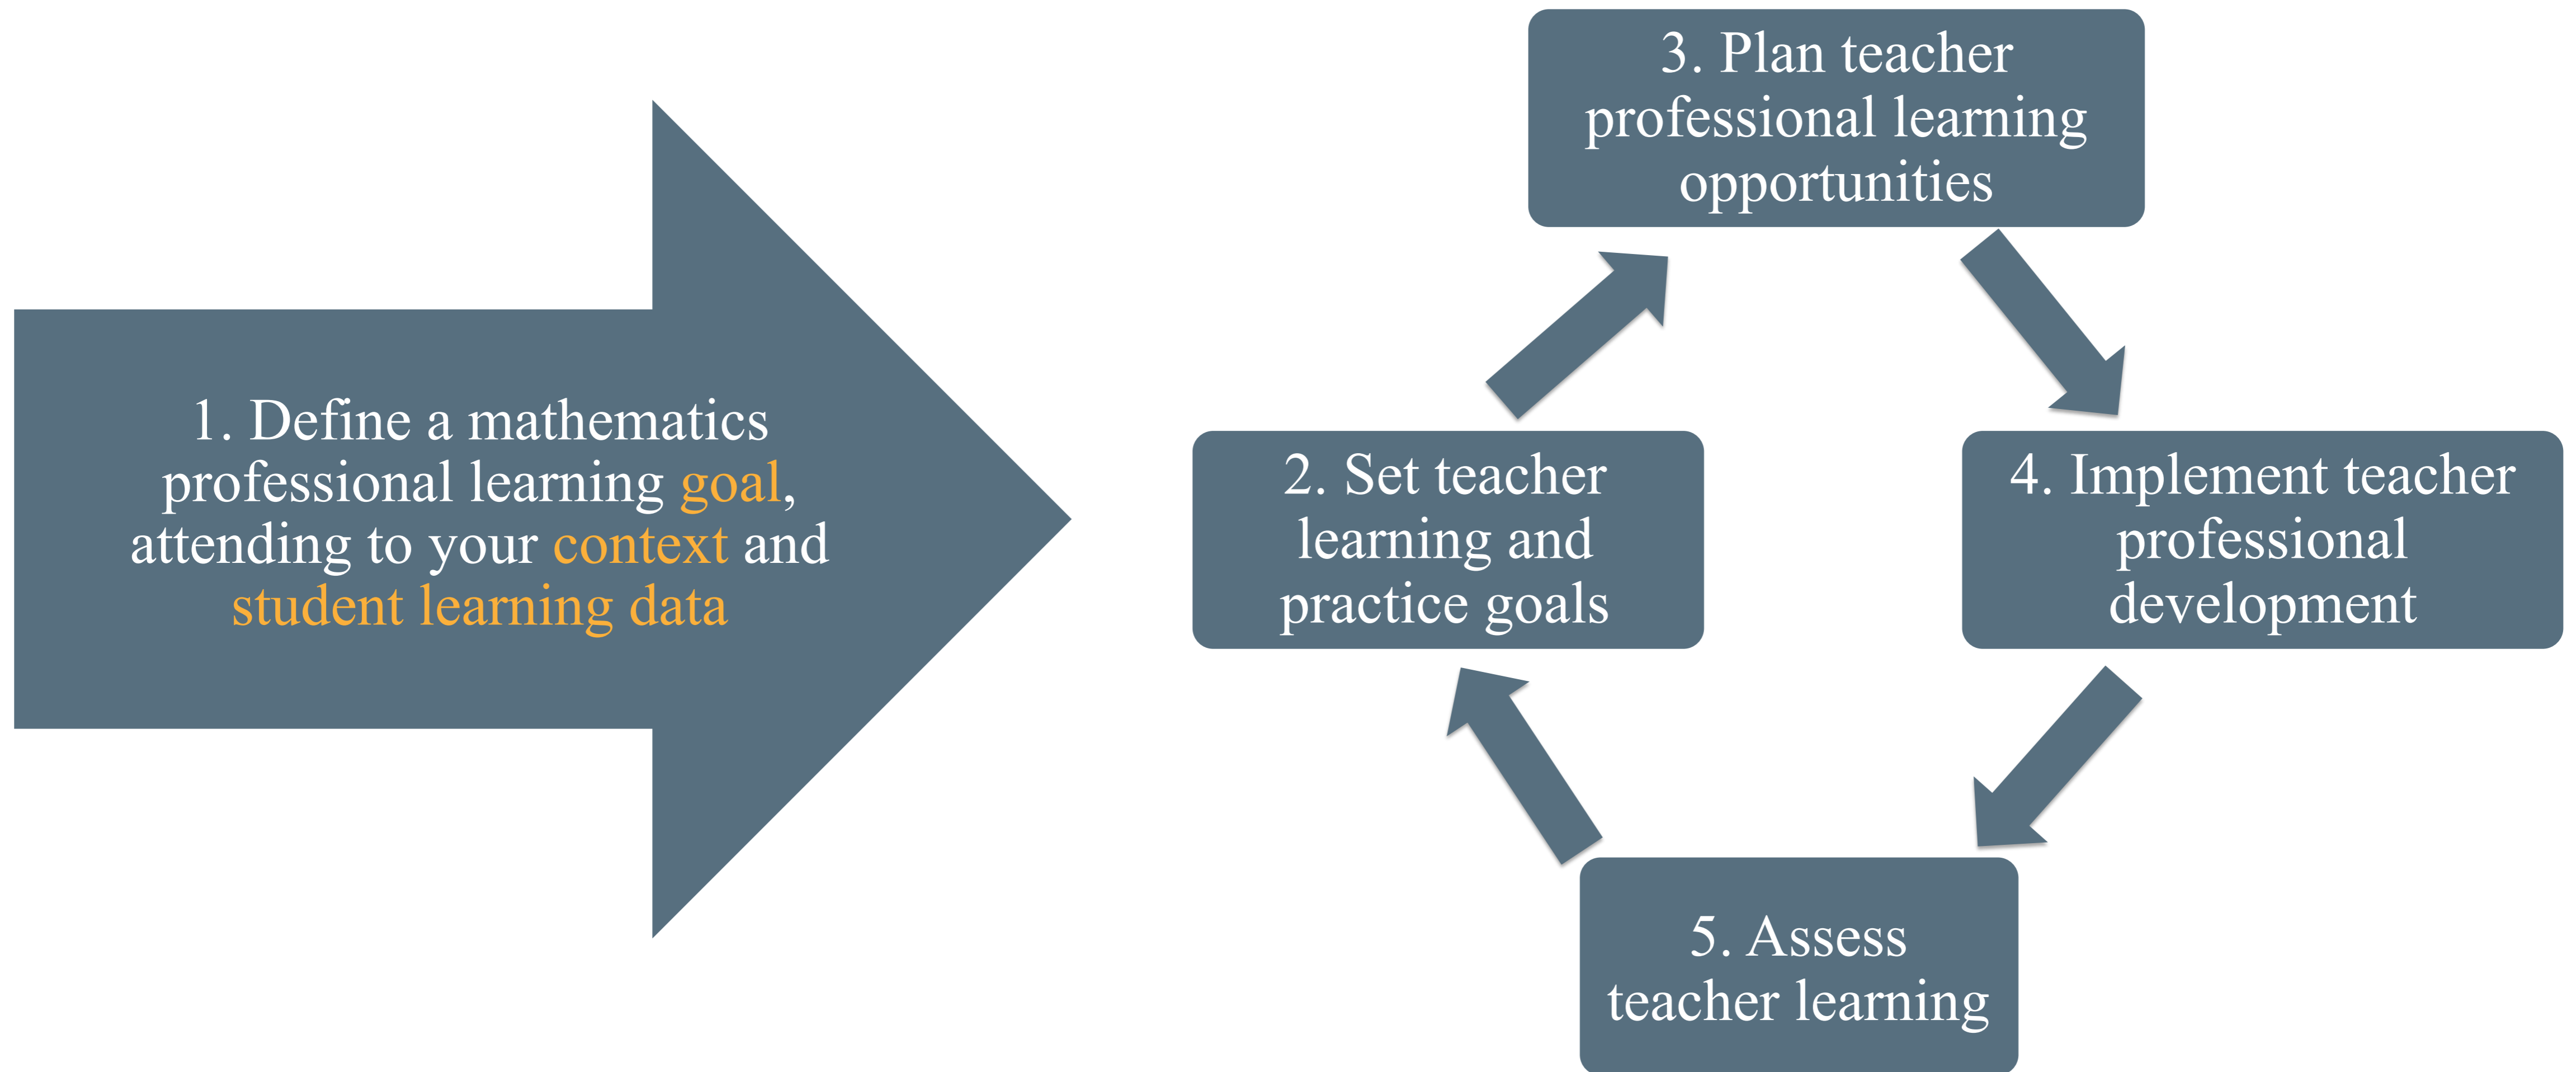 1. Define a mathematics
professional learning goal,
attending to your context and
student learning data
2. Set teacher
learning and
practice goals
3. Plan teacher
professional learning
opportunities
4. Implement teacher
professional
development
5. Assess
teacher learning